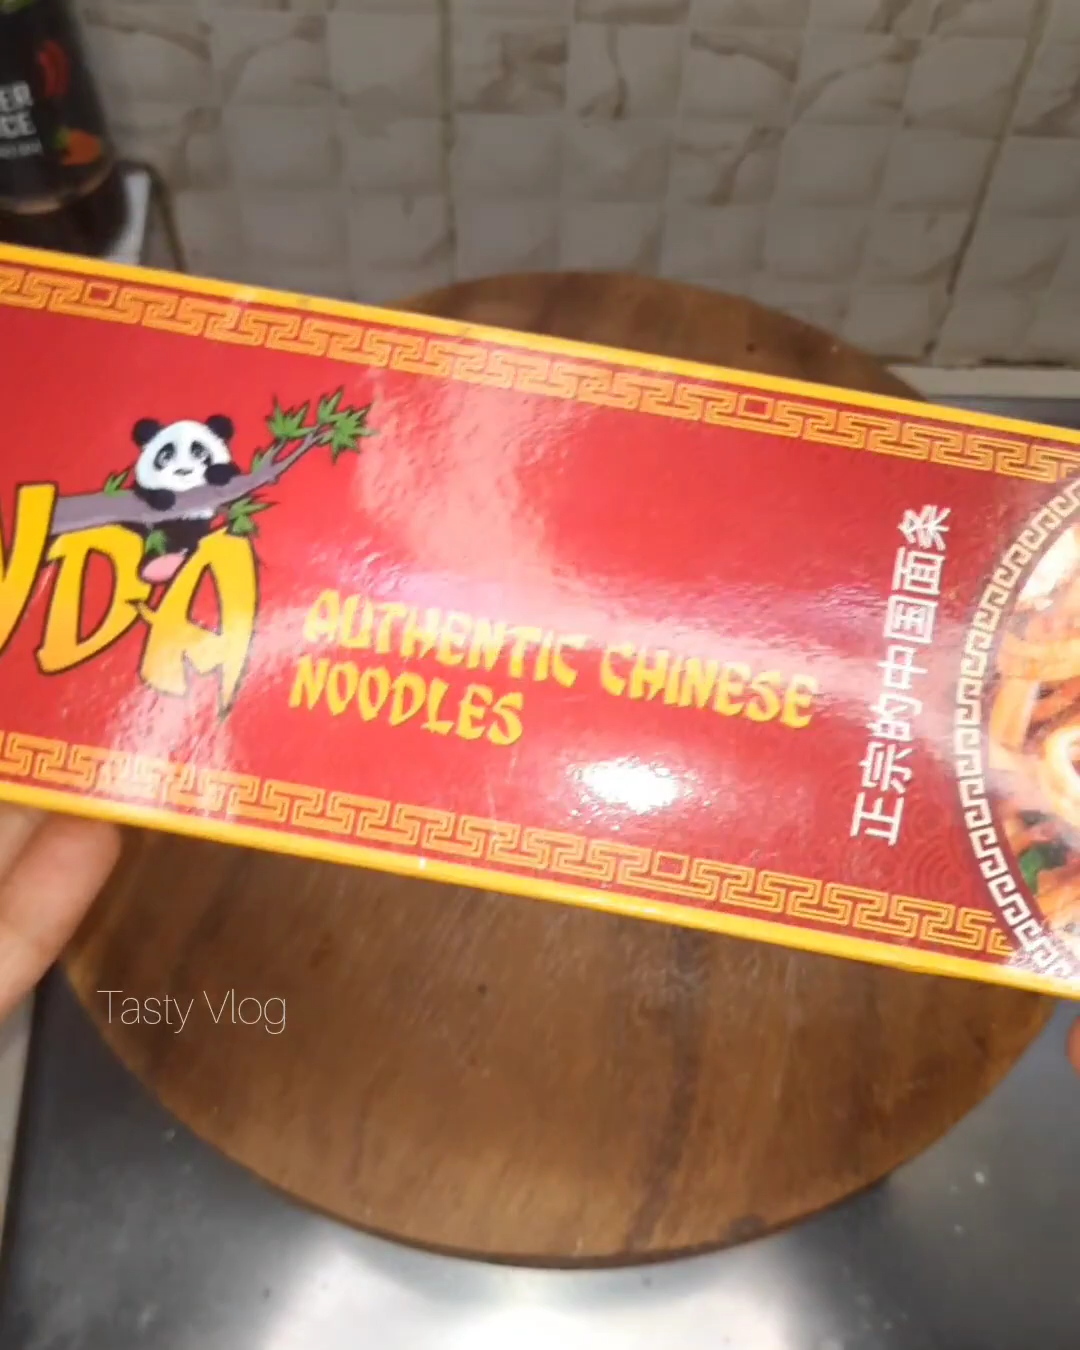 NDA
AUTHENTIC CHINESE
NOODLES
正宗的中国面条
Tasty Vlog